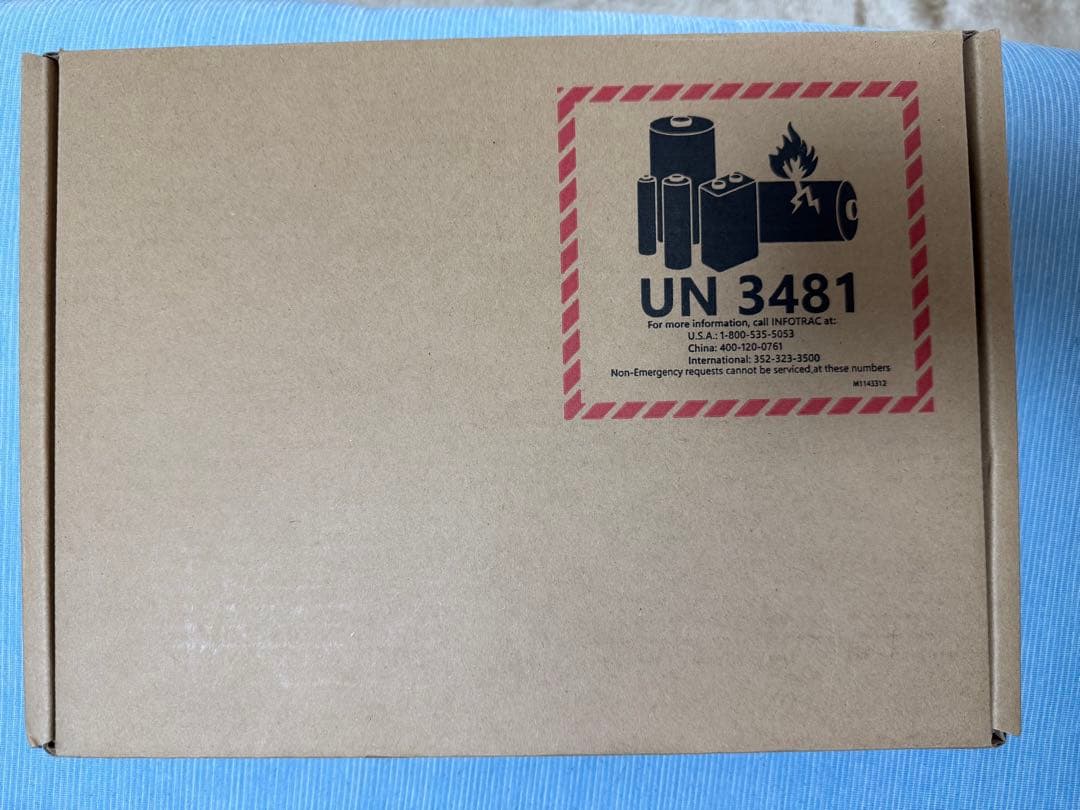 UN 3481
For more information, call INFOTRAC at:
U.S.A.: 1-800-535-5053
China: 400-120-0761
International: 352-323-3500
Non-Emergency requests cannot be serviced,at these numbers
M1143312